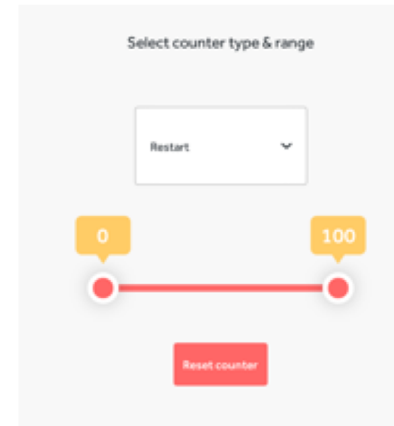 Select counter type & range
Restart
0
100
Reset counter